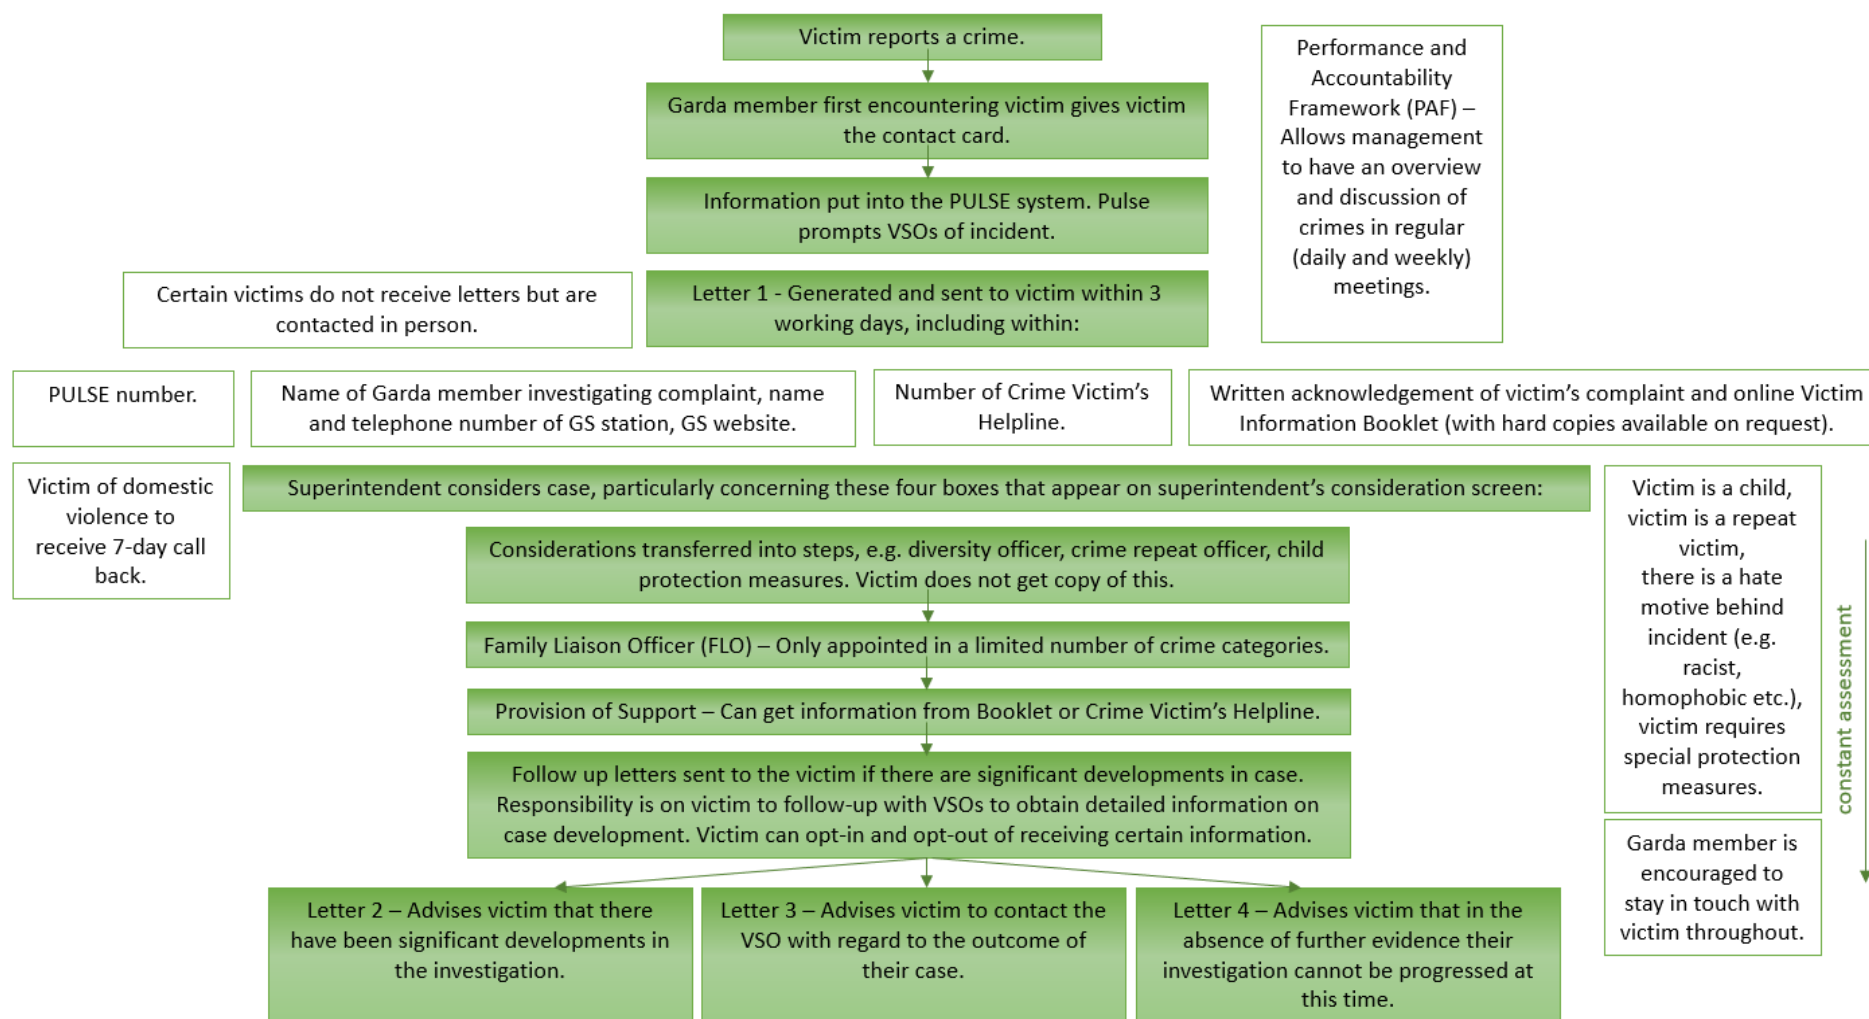 Victim reports a crime.
Garda member first encountering victim gives victim
the contact card.
Information put into the PULSE system. Pulse
prompts VSOs of incident.
Performance and
Accountability
Framework (PAF) –
Allows management
to have an overview
and discussion of
crimes in regular
(daily and weekly)
meetings.
Certain victims do not receive letters but are
contacted in person.
Letter 1 - Generated and sent to victim within 3
working days, including within:
PULSE number.
Name of Garda member investigating complaint, name
and telephone number of GS station, GS website.
Number of Crime Victim’s
Helpline.
Written acknowledgement of victim’s complaint and online Victim
Information Booklet (with hard copies available on request).
Victim of domestic
violence to
receive 7-day call
back.
Superintendent considers case, particularly concerning these four boxes that appear on superintendent’s consideration screen:
Victim is a child,
victim is a repeat
victim,
there is a hate
motive behind
incident (e.g.
racist,
homophobic etc.),
victim requires
special protection
measures.
Considerations transferred into steps, e.g. diversity officer, crime repeat officer, child
protection measures. Victim does not get copy of this.
Family Liaison Officer (FLO) – Only appointed in a limited number of crime categories.
Provision of Support – Can get information from Booklet or Crime Victim’s Helpline.
Follow up letters sent to the victim if there are significant developments in case.
Responsibility is on victim to follow-up with VSOs to obtain detailed information on
case development. Victim can opt-in and opt-out of receiving certain information.
constant assessment
Garda member is
encouraged to
stay in touch with
victim throughout.
Letter 2 – Advises victim that there
have been significant developments in
the investigation.
Letter 3 – Advises victim to contact the
VSO with regard to the outcome of
their case.
Letter 4 – Advises victim that in the
absence of further evidence their
investigation cannot be progressed at
this time.